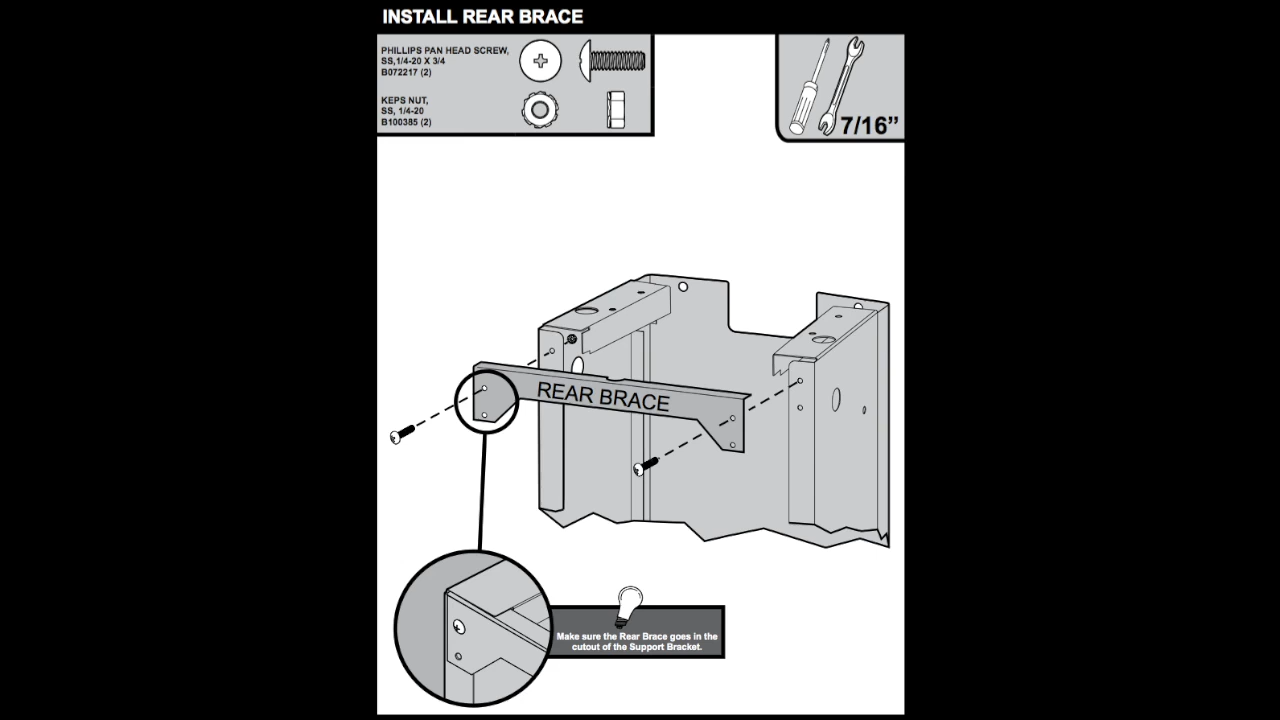 INSTALL REAR BRACE
PHILLIPS PAN HEAD SCREW,
SS,1/4-20 X 3/4
B072217 (2)
KEPS NUT,
SS, 1/4-20
B100385 (2)
7/16”
REAR BRACE
Make sure the Rear Brace goes in the
cutout of the Support Bracket.